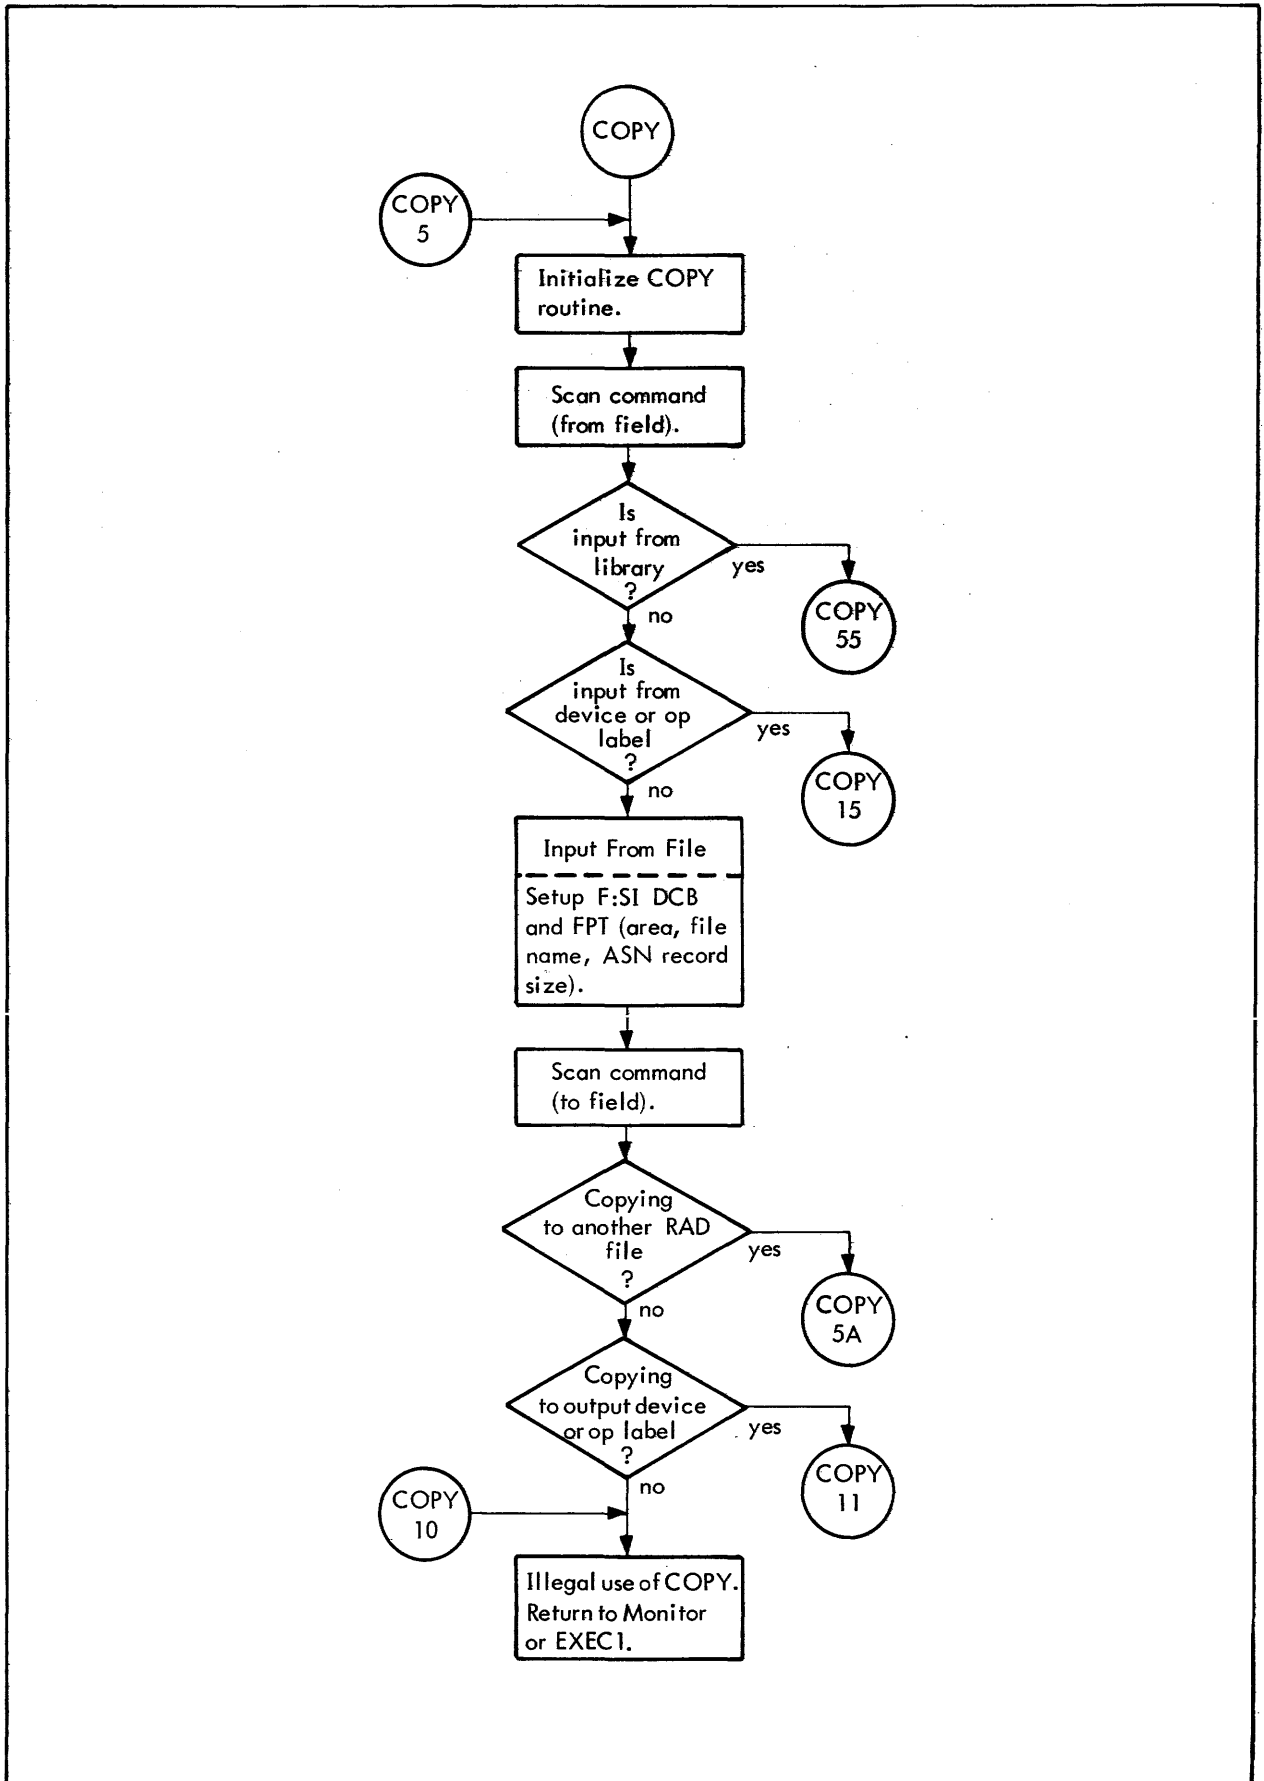 COPY
COPY
5
Initialize COPY
routine.
Scan command
(from field).
Is
input from
library
?
yes
COPY
55
no
Is
input from
device or op
label
?
yes
COPY
15
no
Input From File
Setup F:SI DCB
and FPT (area, file
name, ASN record
size).
Scan command
(to field).
Copying
to another RAD
file
?
yes
COPY
5A
no
Copying
to output device
or op label
?
yes
COPY
11
no
COPY
10
Illegal use of COPY.
Return to Monitor
or EXEC1.